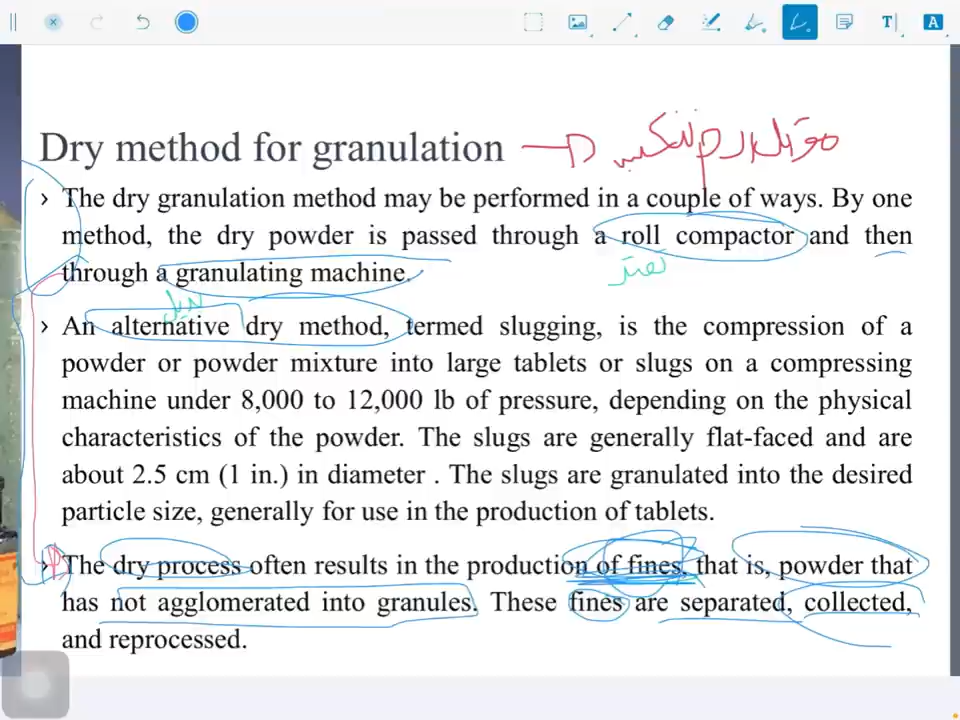 Dry method for granulation
› The dry granulation method may be performed in a couple of ways. By one
method, the dry powder is passed through a roll compactor and then
through a granulating machine.
بديل
› An alternative dry method, termed slugging, is the compression of a
powder or powder mixture into large tablets or slugs on a compressing
machine under 8,000 to 12,000 lb of pressure, depending on the physical
characteristics of the powder. The slugs are generally flat-faced and are
about 2.5 cm (1 in.) in diameter . The slugs are granulated into the desired
particle size, generally for use in the production of tablets.
› The dry process often results in the production of fines, that is, powder that
has not agglomerated into granules. These fines are separated, collected,
and reprocessed.